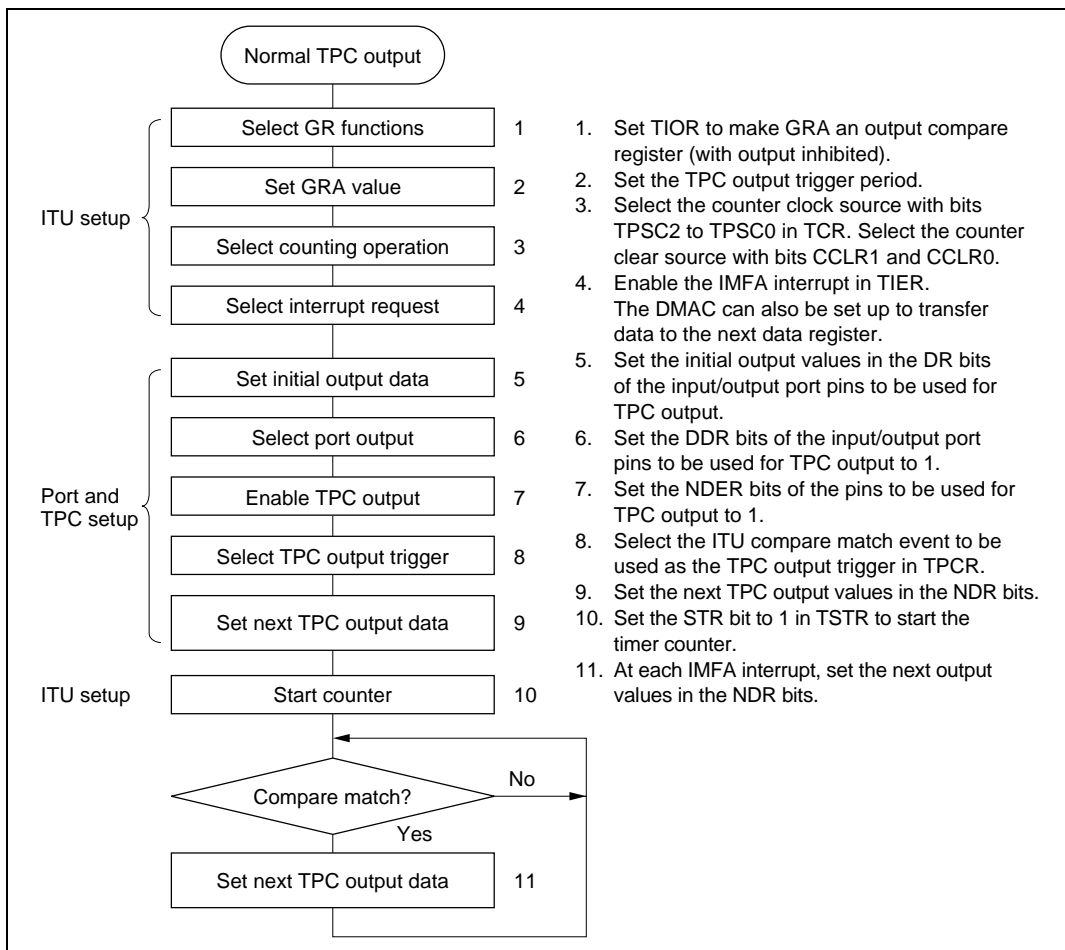 Normal TPC output
Select GR functions 1
Set GRA value 2
ITU setup
Select counting operation 3
Select interrupt request 4
Set initial output data 5
Select port output 6
Port and
TPC setup
Enable TPC output 7
Select TPC output trigger 8
Set next TPC output data 9
ITU setup
Start counter 10
Compare match?
No
Yes
Set next TPC output data 11
1. Set TIOR to make GRA an output compare
register (with output inhibited).
2. Set the TPC output trigger period.
3. Select the counter clock source with bits
TPSC2 to TPSC0 in TCR. Select the counter
clear source with bits CCLR1 and CCLR0.
4. Enable the IMFA interrupt in TIER.
The DMAC can also be set up to transfer
data to the next data register.
5. Set the initial output values in the DR bits
of the input/output port pins to be used for
TPC output.
6. Set the DDR bits of the input/output port
pins to be used for TPC output to 1.
7. Set the NDER bits of the pins to be used for
TPC output to 1.
8. Select the ITU compare match event to be
used as the TPC output trigger in TPCR.
9. Set the next TPC output values in the NDR bits.
10. Set the STR bit to 1 in TSTR to start the
timer counter.
11. At each IMFA interrupt, set the next output
values in the NDR bits.